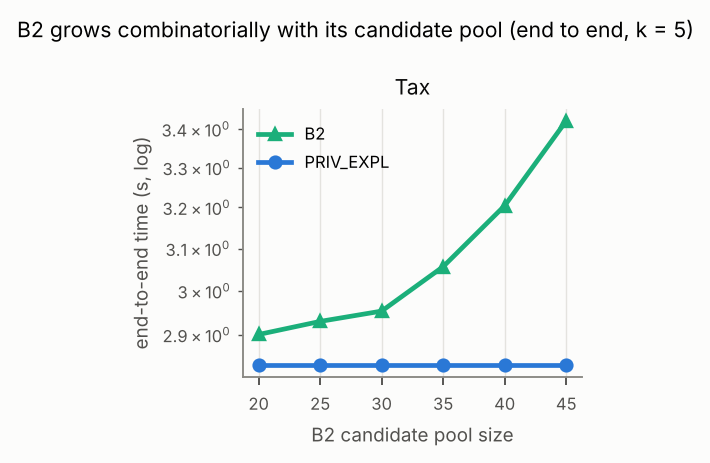 B2 grows combinatorially with its candidate pool (end to end, k = 5)
Tax
B2
PRIV_EXPL
end-to-end time (s, log)
3.4 × 10⁰
3.3 × 10⁰
3.2 × 10⁰
3.1 × 10⁰
3 × 10⁰
2.9 × 10⁰
20 25 30 35 40 45
B2 candidate pool size